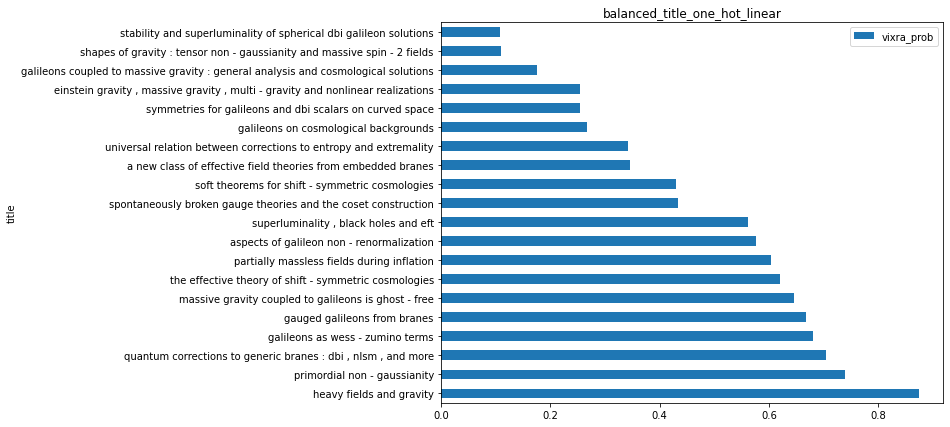 balanced_title_one_hot_linear
vixra_prob
title
stability and superluminality of spherical dbi galileon solutions
shapes of gravity : tensor non - gaussianity and massive spin - 2 fields
galileons coupled to massive gravity : general analysis and cosmological solutions
einstein gravity , massive gravity , multi - gravity and nonlinear realizations
symmetries for galileons and dbi scalars on curved space
galileons on cosmological backgrounds
universal relation between corrections to entropy and extremality
a new class of effective field theories from embedded branes
soft theorems for shift - symmetric cosmologies
spontaneously broken gauge theories and the coset construction
superluminality , black holes and eft
aspects of galileon non - renormalization
partially massless fields during inflation
the effective theory of shift - symmetric cosmologies
massive gravity coupled to galileons is ghost - free
gauged galileons from branes
galileons as wess - zumino terms
quantum corrections to generic branes : dbi , nlsm , and more
primordial non - gaussianity
heavy fields and gravity
0.0 0.2 0.4 0.6 0.8